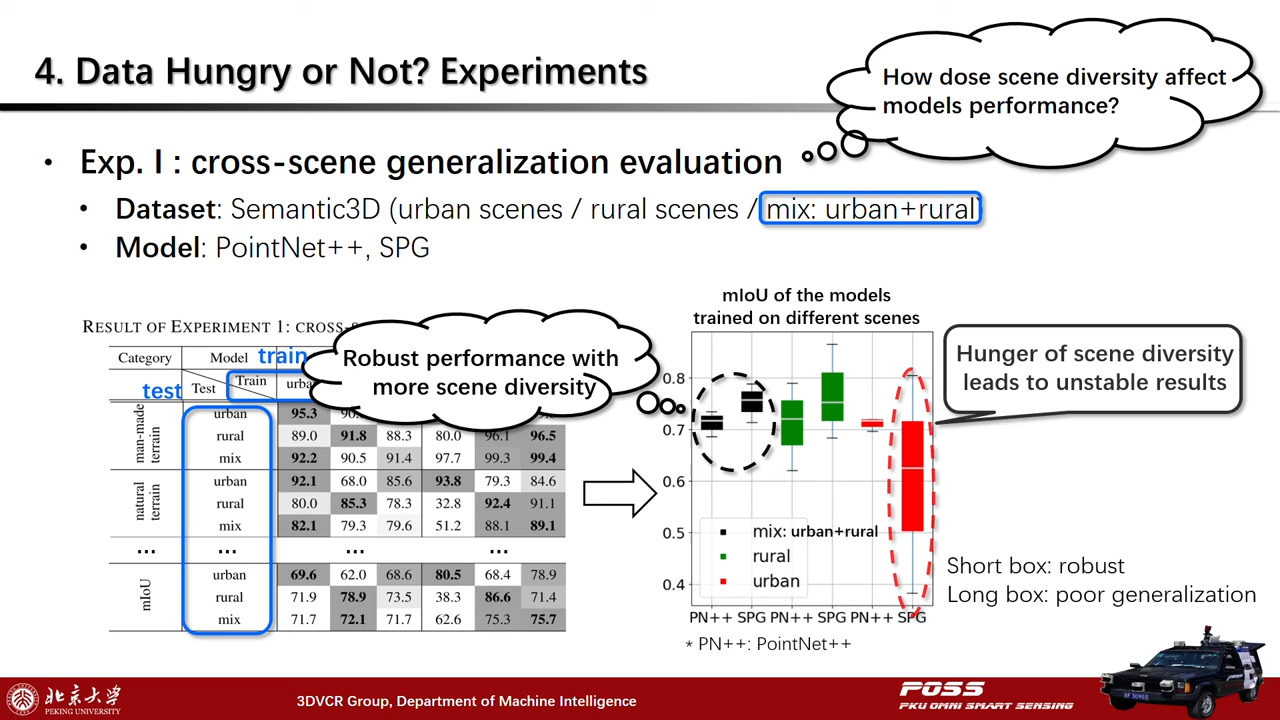 4. Data Hungry or Not? Experiments
How dose scene diversity affect
models performance?
• Exp. I : cross-scene generalization evaluation
• Dataset: Semantic3D (urban scenes / rural scenes / mix: urban+rural)
• Model: PointNet++, SPG
RESULT OF EXPERIMENT 1: CROSS-S
Category Model train
test Test Train urba
Robust performance with
more scene diversity
man-made terrain
urban 95.3
rural 89.0 91.8 88.3 80.0 96.1 96.5
mix 92.2 90.5 91.4 97.7 99.3 99.4
natural terrain
urban 92.1 68.0 85.6 93.8 79.3 84.6
rural 80.0 85.3 78.3 32.8 92.4 91.1
mix 82.1 79.3 79.6 51.2 88.1 89.1
... ... ... ...
mIoU
urban 69.6 62.0 68.6 80.5 68.4 78.9
rural 71.9 78.9 73.5 38.3 86.6 71.4
mix 71.7 72.1 71.7 62.6 75.3 75.7
mIoU of the models
trained on different scenes
0.8
0.7
0.6
0.5
0.4
mix: urban+rural
rural
urban
PN++ SPG PN++ SPG PN++ SPG
* PN++: PointNet++
Hunger of scene diversity
leads to unstable results
Short box: robust
Long box: poor generalization
北京大学
PEKING UNIVERSITY
3DVCR Group, Department of Machine Intelligence
POSS
PKU OMNI SMART SENSING